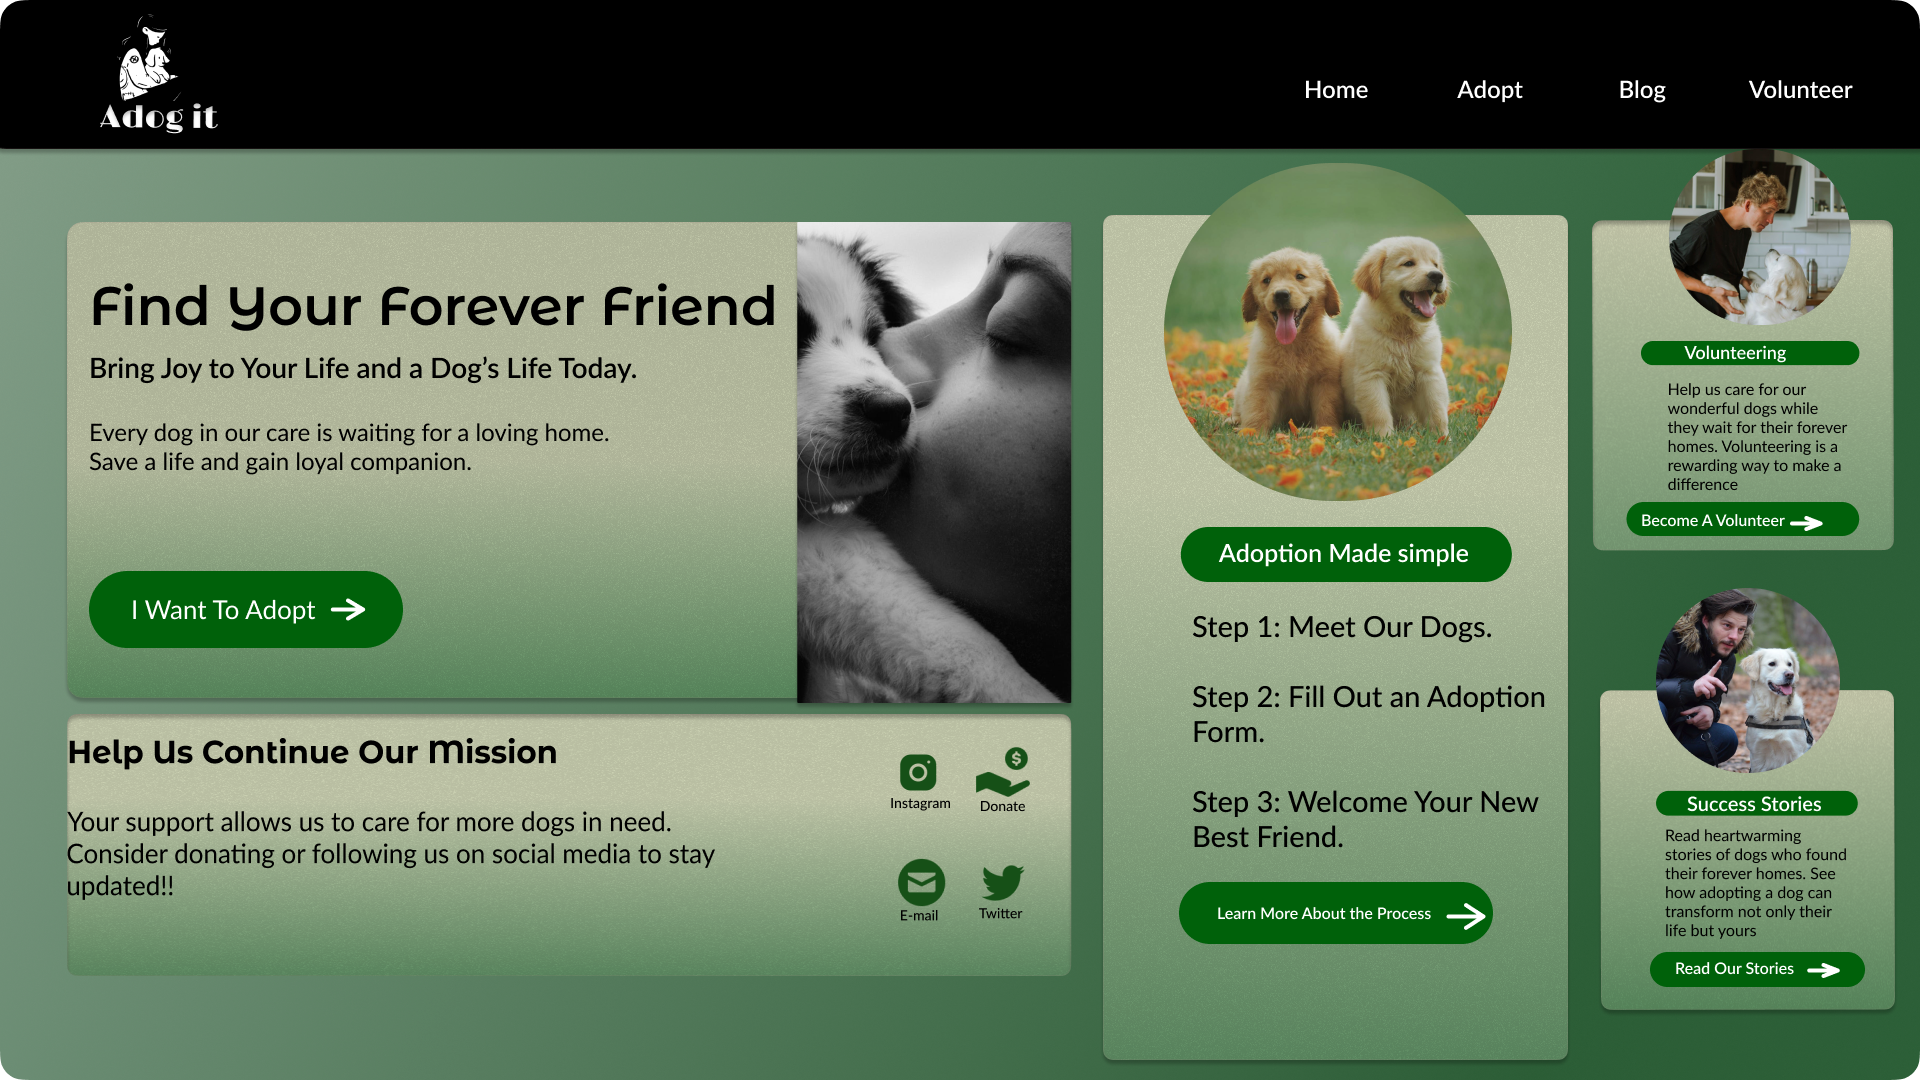 Adog it
Home
Adopt
Blog
Volunteer
Find Your Forever Friend
Bring Joy to Your Life and a Dog’s Life Today.
Every dog in our care is waiting for a loving home.
Save a life and gain loyal companion.
I Want To Adopt
Help Us Continue Our Mission
Your support allows us to care for more dogs in need.
Consider donating or following us on social media to stay
updated!!
Instagram
$
Donate
E-mail
Twitter
Adoption Made simple
Step 1: Meet Our Dogs.
Step 2: Fill Out an Adoption
Form.
Step 3: Welcome Your New
Best Friend.
Learn More About the Process
Volunteering
Help us care for our
wonderful dogs while
they wait for their forever
homes. Volunteering is a
rewarding way to make a
difference
Become A Volunteer
Success Stories
Read heartwarming
stories of dogs who found
their forever homes. See
how adopting a dog can
transform not only their
life but yours
Read Our Stories